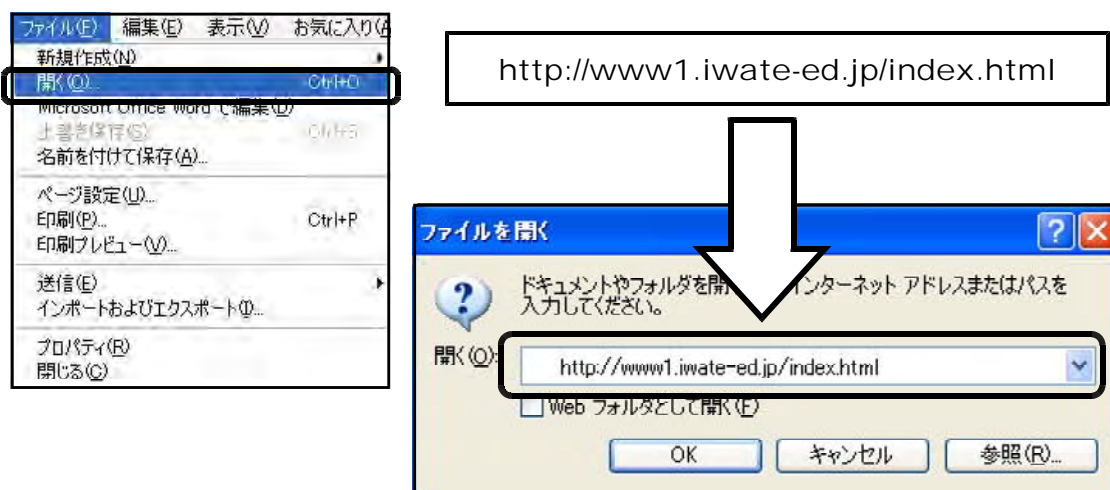 ファイル(F) 編集(E) 表示(V) お気に入り(A
新規作成(N)
開く(O)... Ctrl+O
Microsoft Office Word で編集(D)
上書き保存(S) Ctrl+S
名前を付けて保存(A)...
ページ設定(U)...
印刷(P)... Ctrl+P
印刷プレビュー(V)...
送信(E)
インポートおよびエクスポート(I)...
プロパティ(R)
閉じる(C)
http://www1.iwate-ed.jp/index.html
ファイルを開く
ドキュメントやフォルダを開 インターネット アドレスまたはパスを
入力してください。
開く(O):
http://www1.iwate-ed.jp/index.html
Web フォルダとして開く(F)
OK キャンセル 参照(R)...